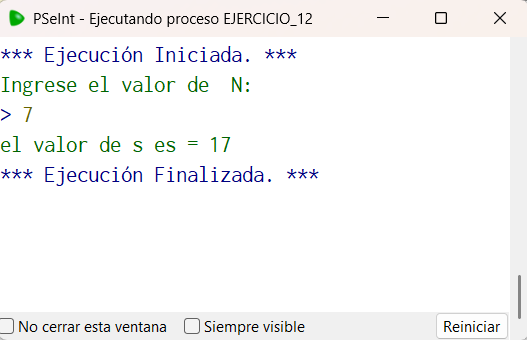 PSeInt - Ejecutando proceso EJERCICIO_12
*** Ejecución Iniciada. ***
Ingrese el valor de  N:
> 7
el valor de s es = 17
*** Ejecución Finalizada. ***
No cerrar esta ventana
Siempre visible
Reiniciar